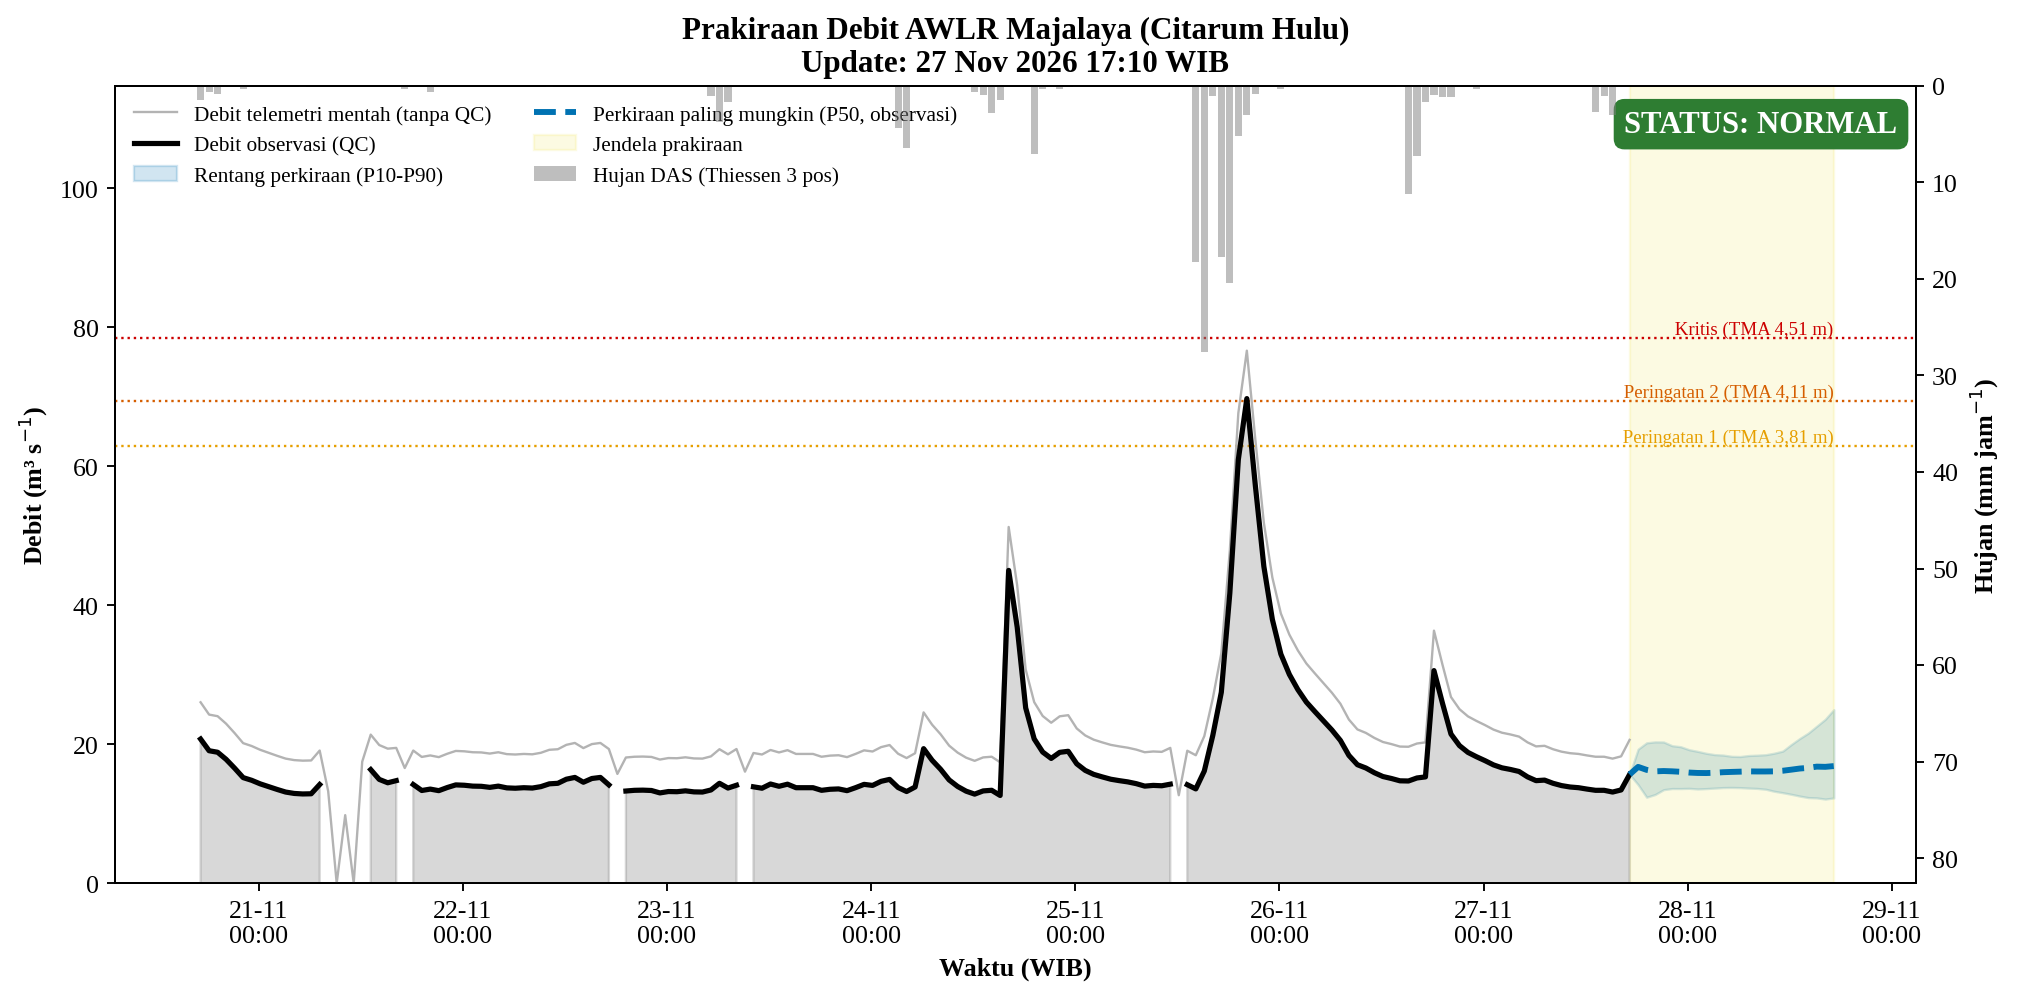 Prakiraan Debit AWLR Majalaya (Citarum Hulu)
Update: 27 Nov 2026 17:10 WIB
Debit telemetri mentah (tanpa QC)
Debit observasi (QC)
Rentang perkiraan (P10-P90)
Perkiraan paling mungkin (P50, observasi)
Jendela prakiraan
Hujan DAS (Thiessen 3 pos)
STATUS: NORMAL
Kritis (TMA 4,51 m)
Peringatan 2 (TMA 4,11 m)
Peringatan 1 (TMA 3,81 m)
Debit (m³ s⁻¹)
100
80
60
40
20
0
Hujan (mm jam⁻¹)
0
10
20
30
40
50
60
70
80
21-11
00:00
22-11
00:00
23-11
00:00
24-11
00:00
25-11
00:00
26-11
00:00
27-11
00:00
28-11
00:00
29-11
00:00
Waktu (WIB)